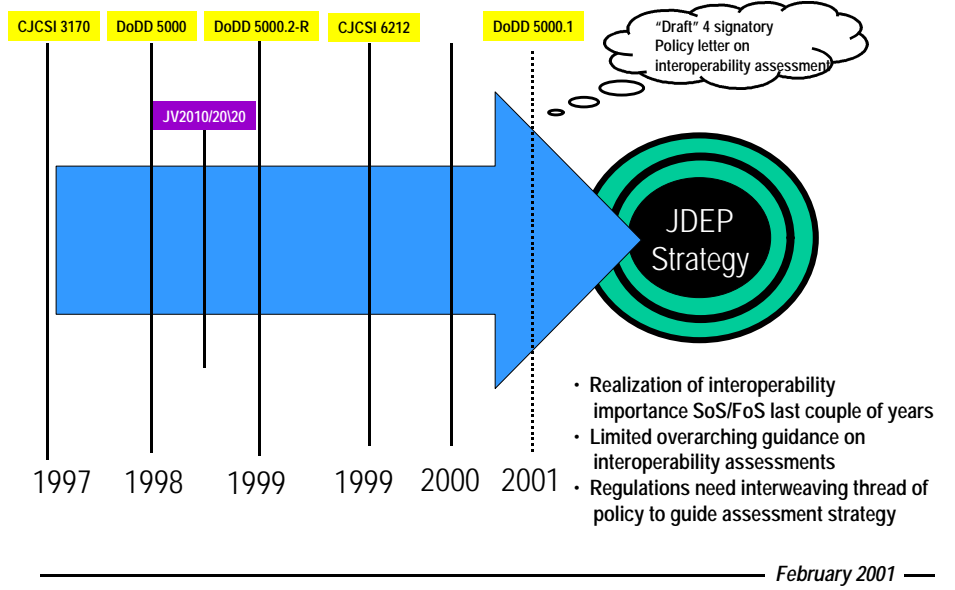 CJCSI 3170
DoDD 5000
DoDD 5000.2-R
CJCSI 6212
DoDD 5000.1
“Draft” 4 signatory
Policy letter on
interoperability assessment
JV2010/20\20
JDEP
Strategy
• Realization of interoperability
importance SoS/FoS last couple of years
• Limited overarching guidance on
interoperability assessments
• Regulations need interweaving thread of
policy to guide assessment strategy
1997
1998
1999
1999
2000
2001
February 2001